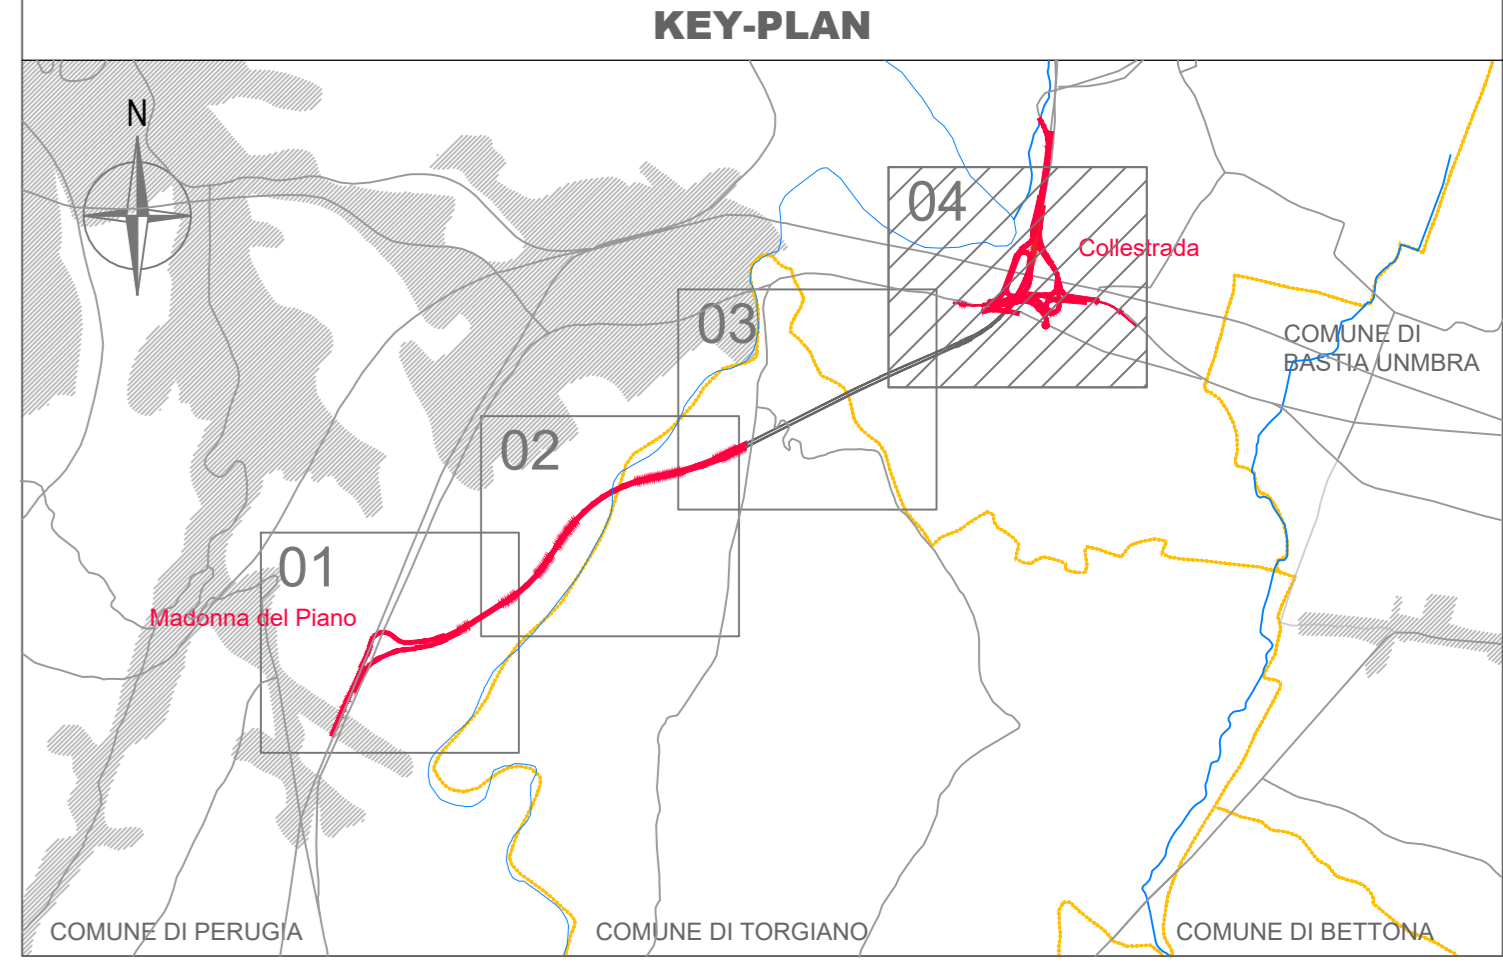 KEY-PLAN
N
04
Collestrada
03
COMUNE DI
BASTIA UNMBRA
02
01
Madonna del Piano
COMUNE DI PERUGIA
COMUNE DI TORGIANO
COMUNE DI BETTONA